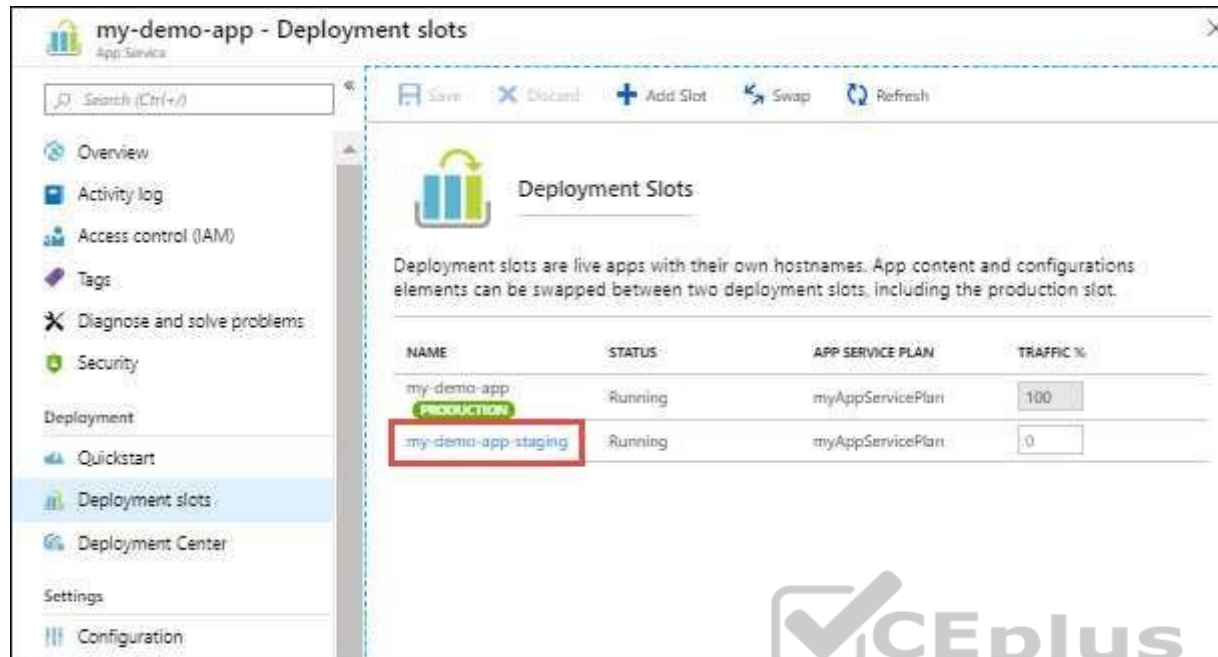 my-demo-app - Deployment slots
App Service
Search (Ctrl+/)
Overview
Activity log
Access control (IAM)
Tags
Diagnose and solve problems
Security
Deployment
Quickstart
Deployment slots
Deployment Center
Settings
Configuration
Save Discard Add Slot Swap Refresh
Deployment Slots
Deployment slots are live apps with their own hostnames. App content and configurations
elements can be swapped between two deployment slots, including the production slot.
NAME STATUS APP SERVICE PLAN TRAFFIC %
my-demo-app Running myAppServicePlan 100
PRODUCTION
my-demo-app-staging Running myAppServicePlan 0
CEplus